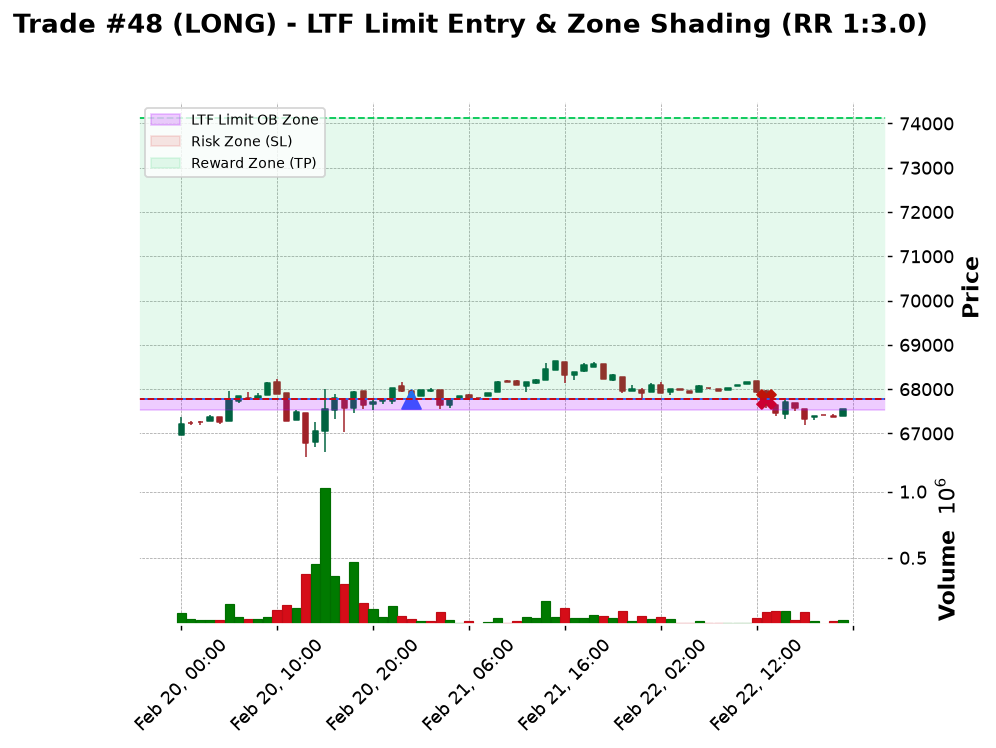 Trade #48 (LONG) - LTF Limit Entry & Zone Shading (RR 1:3.0)
LTF Limit OB Zone
Risk Zone (SL)
Reward Zone (TP)
74000
73000
72000
71000
70000
69000
68000
67000
Price
1.0
0.5
Volume 10^6
Feb 20, 00:00
Feb 20, 10:00
Feb 20, 20:00
Feb 21, 06:00
Feb 21, 16:00
Feb 22, 02:00
Feb 22, 12:00